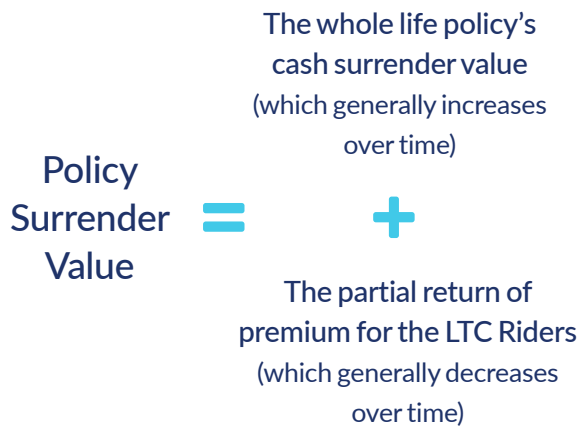 Policy
Surrender
Value
=
The whole life policy's
cash surrender value
(which generally increases
over time)
+
The partial return of
premium for the LTC Riders
(which generally decreases
over time)